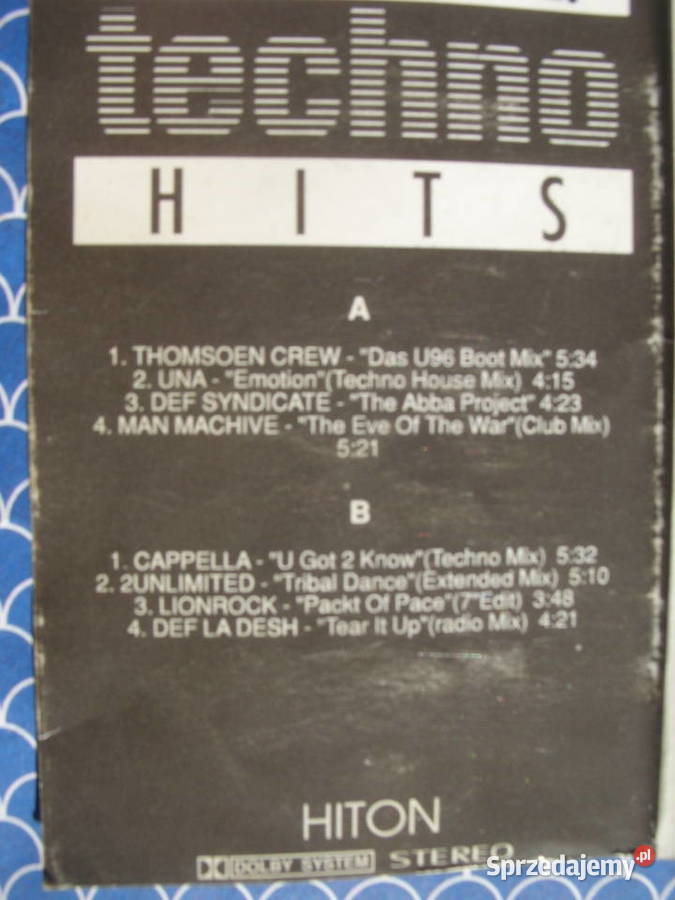 techno
HITS
A
1. THOMSOEN CREW - "Das U96 Boot Mix" 5:34
2. UNA - "Emotion"(Techno House Mix) 4:15
3. DEF SYNDICATE - "The Abba Project" 4:23
4. MAN MACHIVE - "The Eve Of The War"(Club Mix)
5:21
B
1. CAPPELLA - "U Got 2 Know"(Techno Mix) 5:32
2. 2UNLIMITED - "Tribal Dance"(Extended Mix) 5:10
3. LIONROCK - "Packt Of Pace"(7"Edit) 3:48
4. DEF LA DESH - "Tear It Up"(radio Mix) 4:21
HITON
DOLBY SYSTEM STEREO
Sprzedajemy.pl